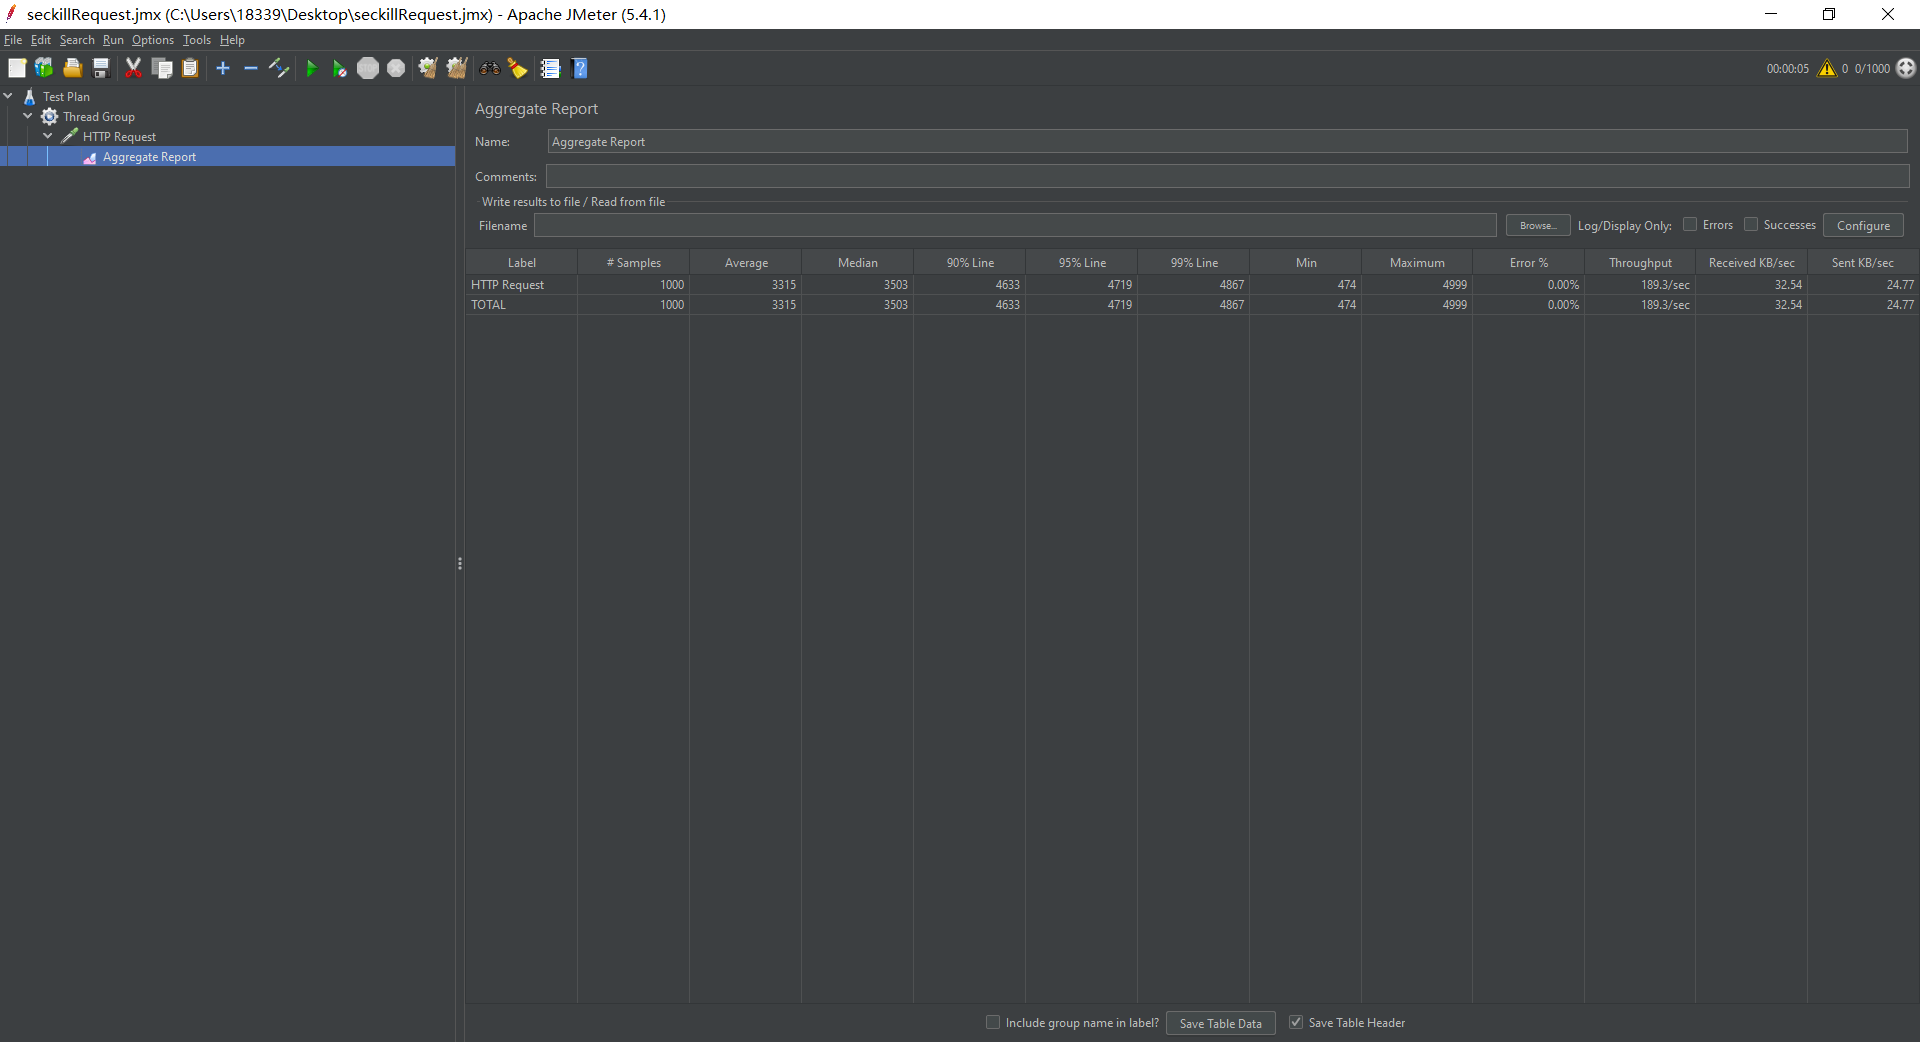 seckillRequest.jmx (C:\Users\18339\Desktop\seckillRequest.jmx) - Apache JMeter (5.4.1)
File Edit Search Run Options Tools Help
00:00:05 0 0/1000
Test Plan
Thread Group
HTTP Request
Aggregate Report
Aggregate Report
Name: Aggregate Report
Comments:
Write results to file / Read from file
Filename Browse... Log/Display Only: Errors Successes Configure
Label # Samples Average Median 90% Line 95% Line 99% Line Min Maximum Error % Throughput Received KB/sec Sent KB/sec
HTTP Request 1000 3315 3503 4633 4719 4867 474 4999 0.00% 189.3/sec 32.54 24.77
TOTAL 1000 3315 3503 4633 4719 4867 474 4999 0.00% 189.3/sec 32.54 24.77
Include group name in label? Save Table Data Save Table Header